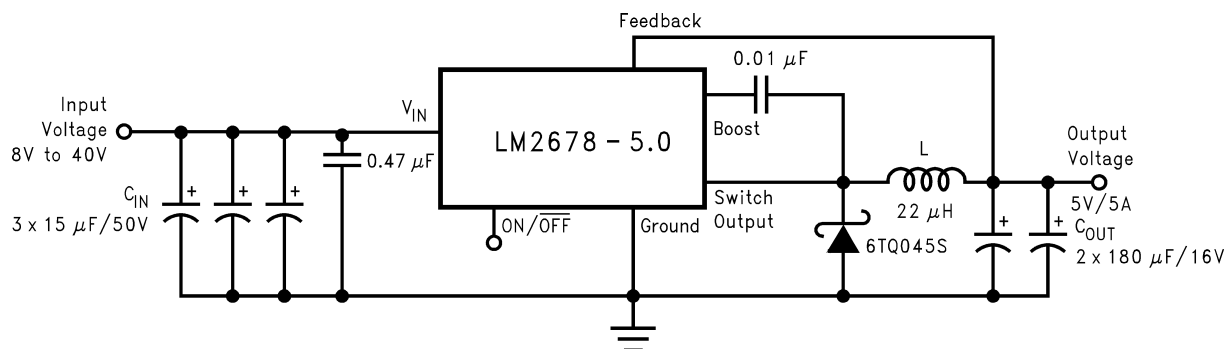 Feedback
0.01 μF
Input
Voltage
8V to 40V
V_IN
LM2678 – 5.0
Boost
0.47 μF
L
22 μH
Output
Voltage
5V/5A
C_IN
3 x 15 μF/50V
+
+
+
ON/O̅F̅F̅
Ground
Switch
Output
6TQ045S
+
+
C_OUT
2 x 180 μF/16V